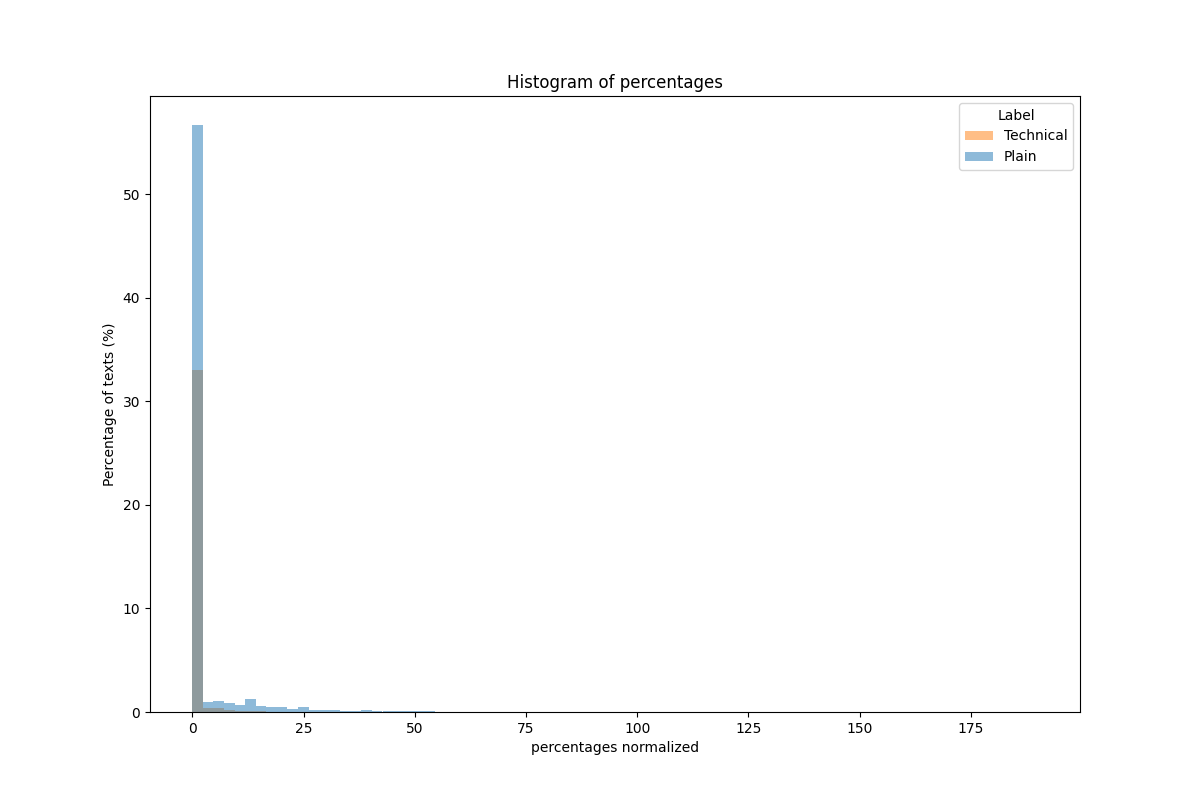 Histogram of percentages
Label
Technical
Plain
Percentage of texts (%)
50
40
30
20
10
0
0 25 50 75 100 125 150 175
percentages normalized